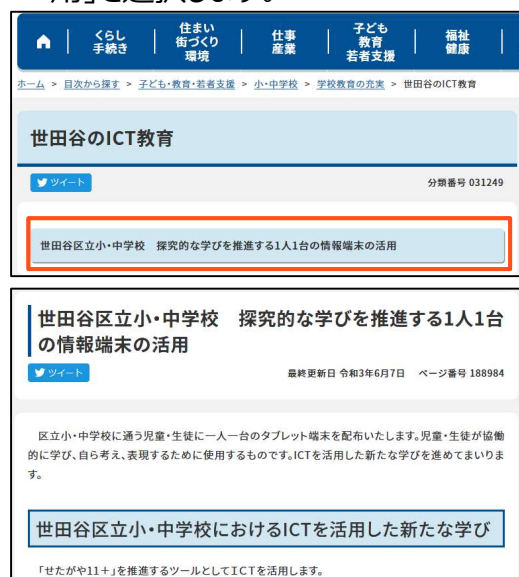 用」を選択します。
くらし
手続き
住まい
街づくり
環境
仕事
産業
子ども
教育
若者支援
福祉
健康
ホーム > 目次から探す > 子ども・教育・若者支援 > 小・中学校 > 学校教育の充実 > 世田谷のICT教育
世田谷のICT教育
ツイート
分類番号 031249
世田谷区立小・中学校 探究的な学びを推進する1人1台の情報端末の活用
世田谷区立小・中学校 探究的な学びを推進する1人1台
の情報端末の活用
ツイート
最終更新日 令和3年6月7日 ページ番号 188984
区立小・中学校に通う児童・生徒に一人一台のタブレット端末を配布いたします。児童・生徒が協働
的に学び、自ら考え、表現するために使用するものです。ICTを活用した新たな学びを進めてまいりま
す。
世田谷区立小・中学校におけるICTを活用した新たな学び
「せたがや11+」を推進するツールとしてICTを活用します。